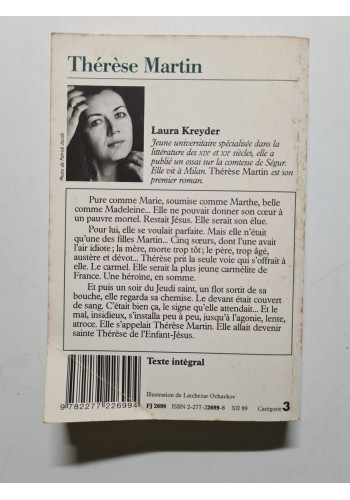 Thérèse Martin
Laura Kreyder
Jeune universitaire spécialisée dans la
littérature des XIXᵉ et XXᵉ siècles, elle a
publié un essai sur la comtesse de Ségur.
Elle vit à Milan. Thérèse Martin est son
premier roman.
Pure comme Marie, soumise comme Marthe, belle
comme Madeleine... Elle ne pouvait donner son cœur à
un pauvre mortel. Restait Jésus. Elle serait son élue.
Pour lui, elle se voulait parfaite. Mais elle n'était
qu'une des filles Martin... Cinq sœurs, dont l'une avait
l'air idiote ; la mère, morte trop tôt ; le père, trop âgé,
austère et dévot... Thérèse prit la seule voie qui s'offrait à
elle. Le carmel. Elle serait la plus jeune carmélite de
France. Une héroïne, en somme.
Et puis un soir du Jeudi saint, un flot sortit de sa
bouche, elle regarda sa chemise. Le devant était couvert
de sang. C'était bien ça, le signe qu'elle attendait... Et le
mal, insidieux, s'installa peu à peu, jusqu'à l'agonie, lente,
atroce. Elle s'appelait Thérèse Martin. Elle allait devenir
sainte Thérèse de l'Enfant-Jésus.
Texte intégral
Illustration de Larcheme Ochavikov
9 782277 226994
FJ 2699 ISBN 2-277-22699-8 XII 89 Catégorie 3